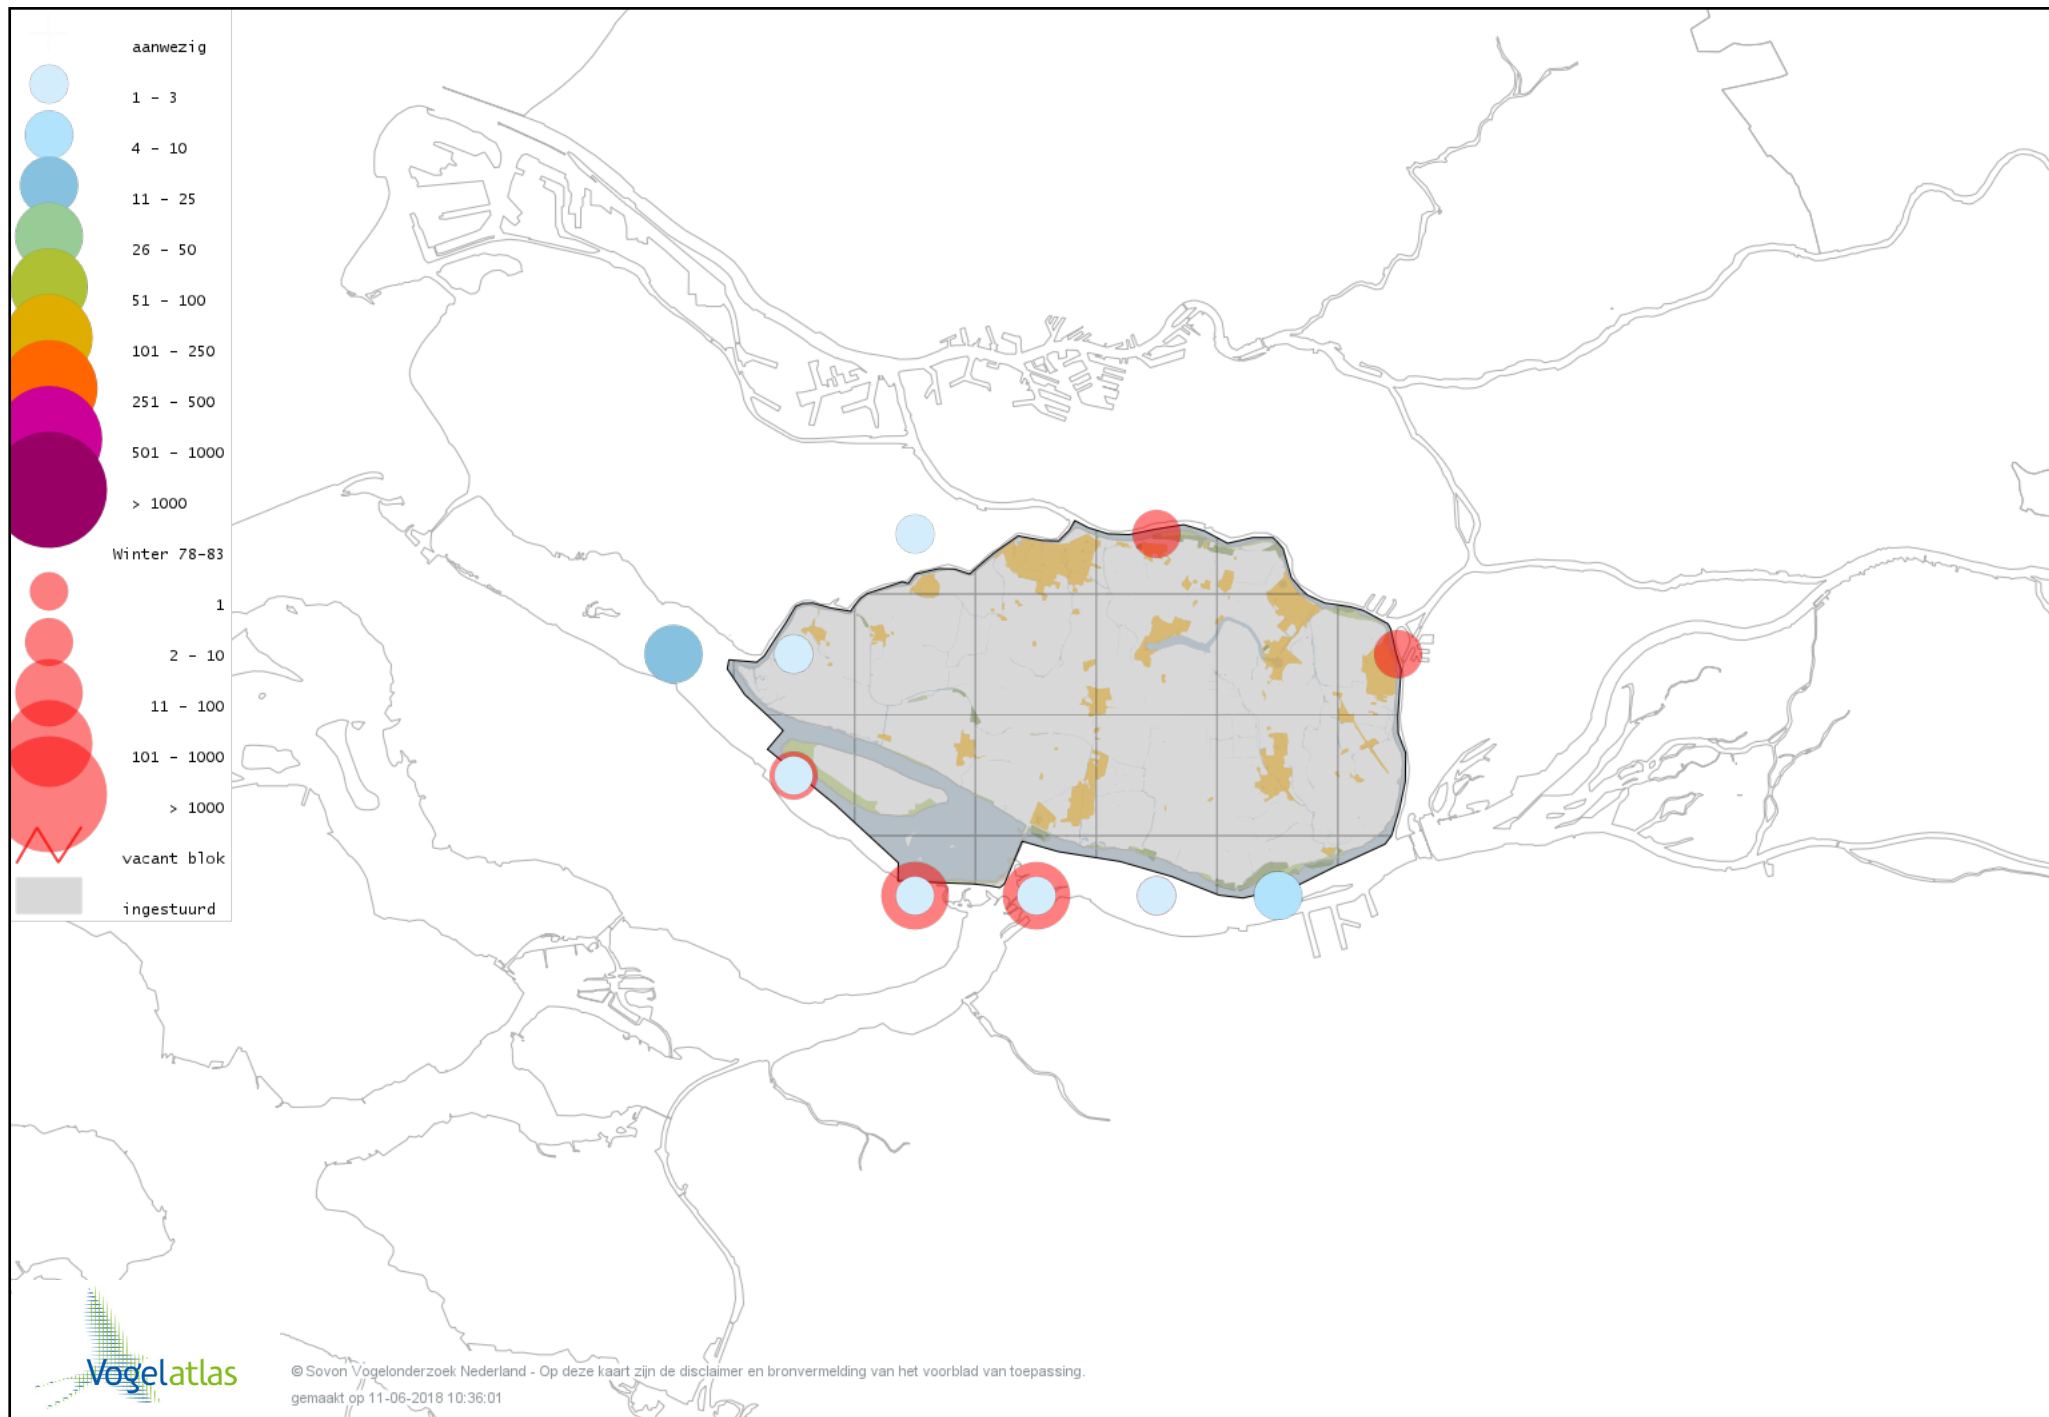 aanwezig
1 - 3
4 - 10
11 - 25
26 - 50
51 - 100
101 - 250
251 - 500
501 - 1000
> 1000
Winter 78-83
1
2 - 10
11 - 100
101 - 1000
> 1000
vacant blok
ingestuurd
Vogelatlas
© Sovon Vogelonderzoek Nederland - Op deze kaart zijn de disclaimer en bronvermelding van het voorblad van toepassing.
gemaakt op 11-06-2018 10:36:01